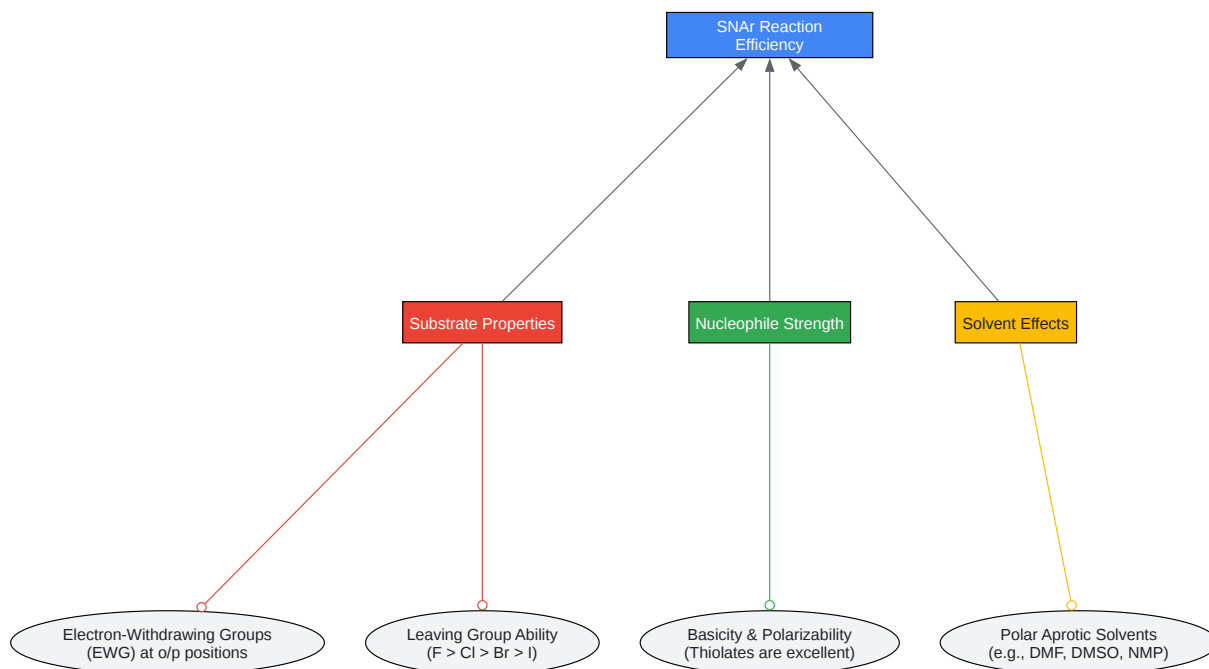 SNAr Reaction
Efficiency
Substrate Properties
Nucleophile Strength
Solvent Effects
Electron-Withdrawing Groups
(EWG) at o/p positions
Leaving Group Ability
(F > Cl > Br > I)
Basicity & Polarizability
(Thiolates are excellent)
Polar Aprotic Solvents
(e.g., DMF, DMSO, NMP)